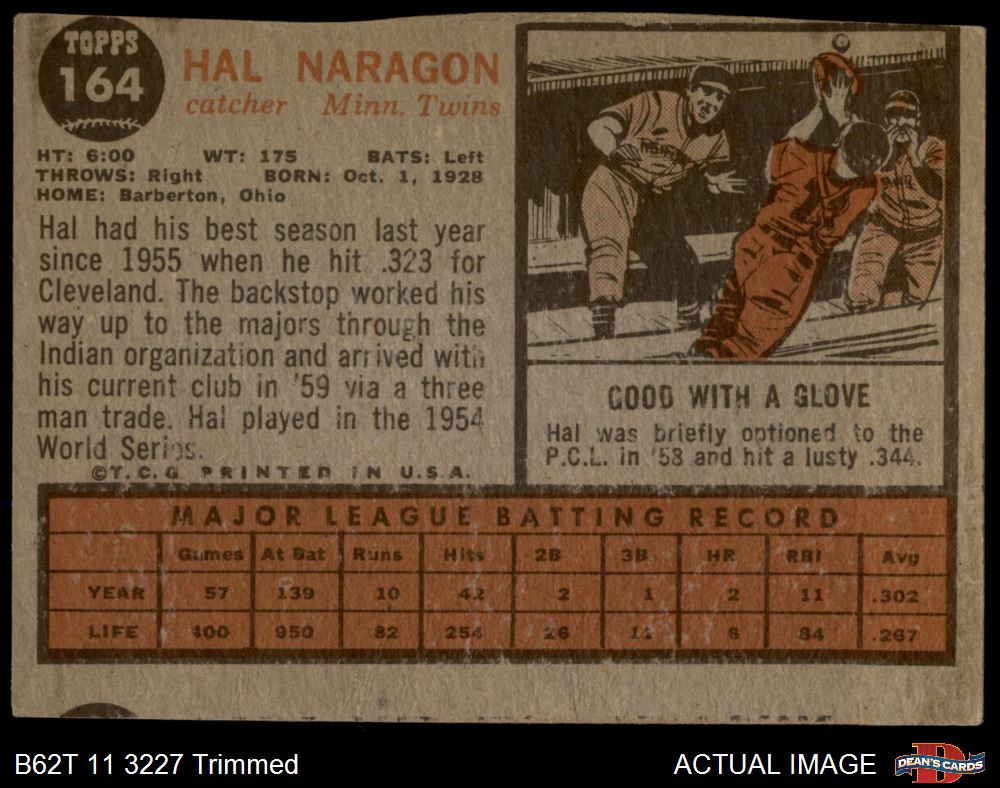 TOPPS
164
HAL NARAGON
catcher Minn. Twins
HT: 6:00 WT: 175 BATS: Left
THROWS: Right BORN: Oct. 1, 1928
HOME: Barberton, Ohio
Hal had his best season last year
since 1955 when he hit .323 for
Cleveland. The backstop worked his
way up to the majors through the
Indian organization and arrived with
his current club in '59 via a three
man trade. Hal played in the 1954
World Series.
©T.C.G PRINTED IN U.S.A.
GOOD WITH A GLOVE
Hal was briefly optioned to the
P.C.L. in '58 and hit a lusty .344.
MAJOR LEAGUE BATTING RECORD
Games At Bat Runs Hits 2B 3B HR RBI Avg
YEAR 57 139 10 42 2 1 2 11 .302
LIFE 400 950 82 254 26 11 6 84 .267
B62T 11 3227 Trimmed
ACTUAL IMAGE
D
DEAN'S CARDS